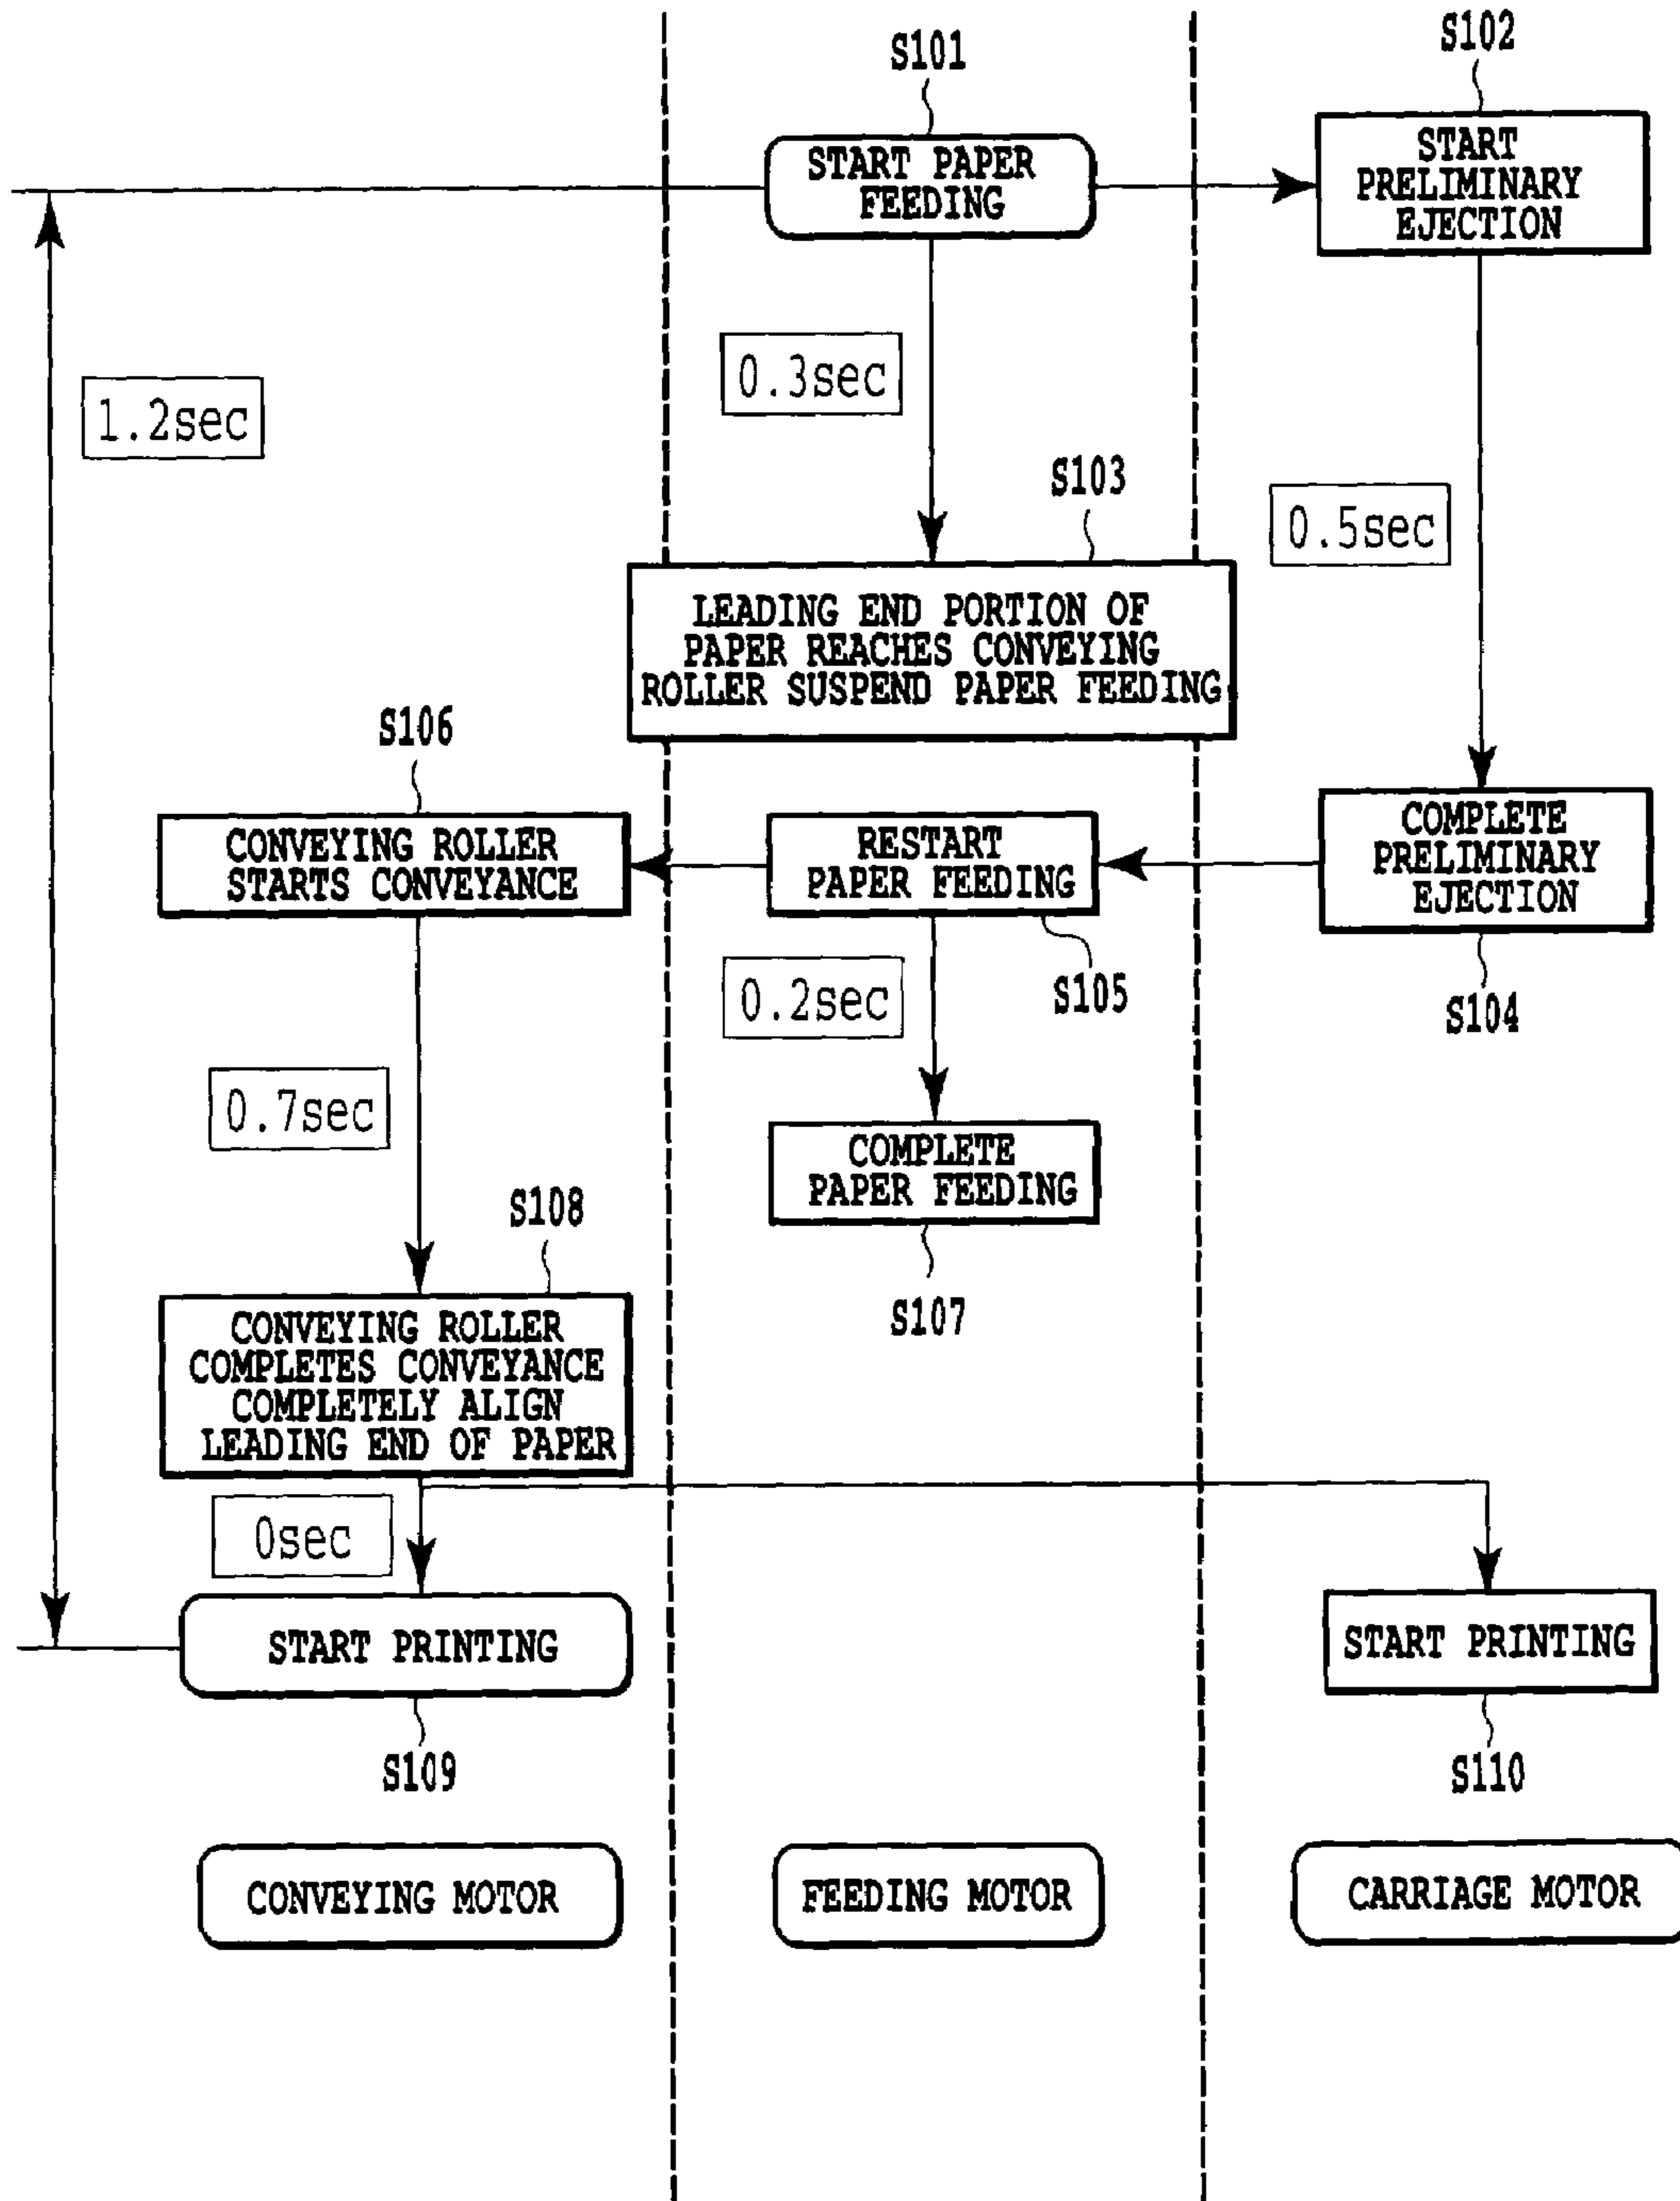 S101
S102
START PAPER
FEEDING
START
PRELIMINARY
EJECTION
0.3sec
1.2sec
S103
0.5sec
LEADING END PORTION OF
PAPER REACHES CONVEYING
ROLLER SUSPEND PAPER FEEDING
S106
CONVEYING ROLLER
STARTS CONVEYANCE
RESTART
PAPER FEEDING
COMPLETE
PRELIMINARY
EJECTION
0.2sec
S105
S104
0.7sec
COMPLETE
PAPER FEEDING
S108
S107
CONVEYING ROLLER
COMPLETES CONVEYANCE
COMPLETELY ALIGN
LEADING END OF PAPER
0sec
START PRINTING
START PRINTING
S109
S110
CONVEYING MOTOR
FEEDING MOTOR
CARRIAGE MOTOR